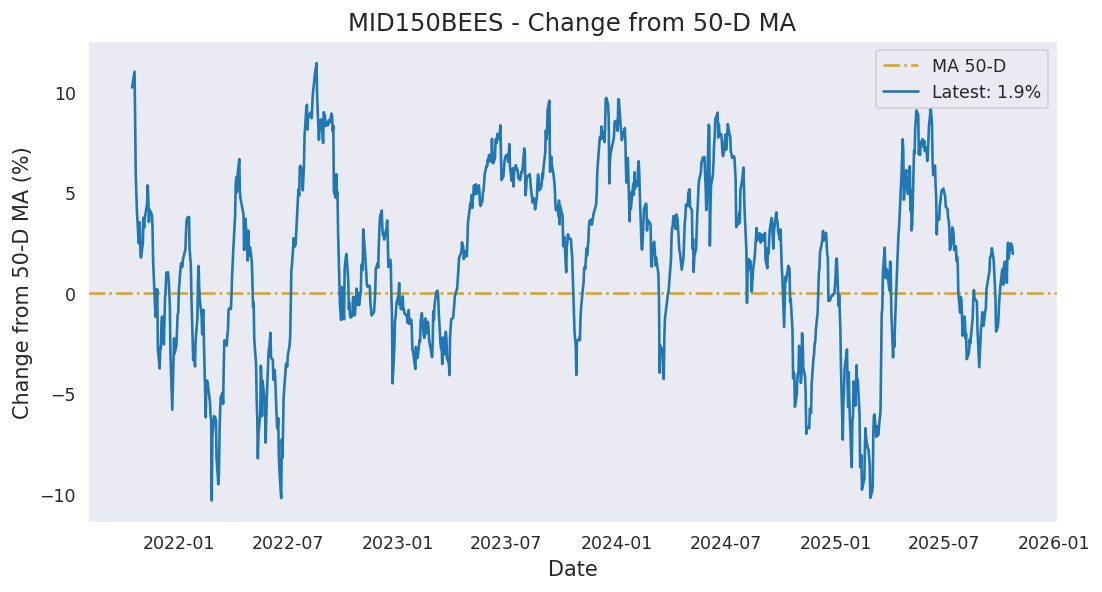 MID150BEES - Change from 50-D MA
MA 50-D
Latest: 1.9%
Change from 50-D MA (%)
10
5
0
−5
−10
2022-01
2022-07
2023-01
2023-07
2024-01
2024-07
2025-01
2025-07
2026-01
Date